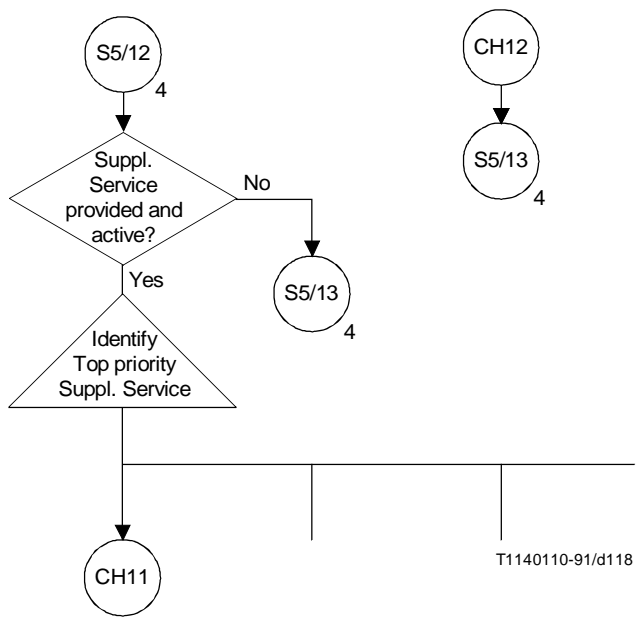 S5/12
4
CH12
S5/13
4
Suppl.
Service
provided and
active?
No
S5/13
4
Yes
Identify
Top priority
Suppl. Service
CH11
T1140110-91/d118